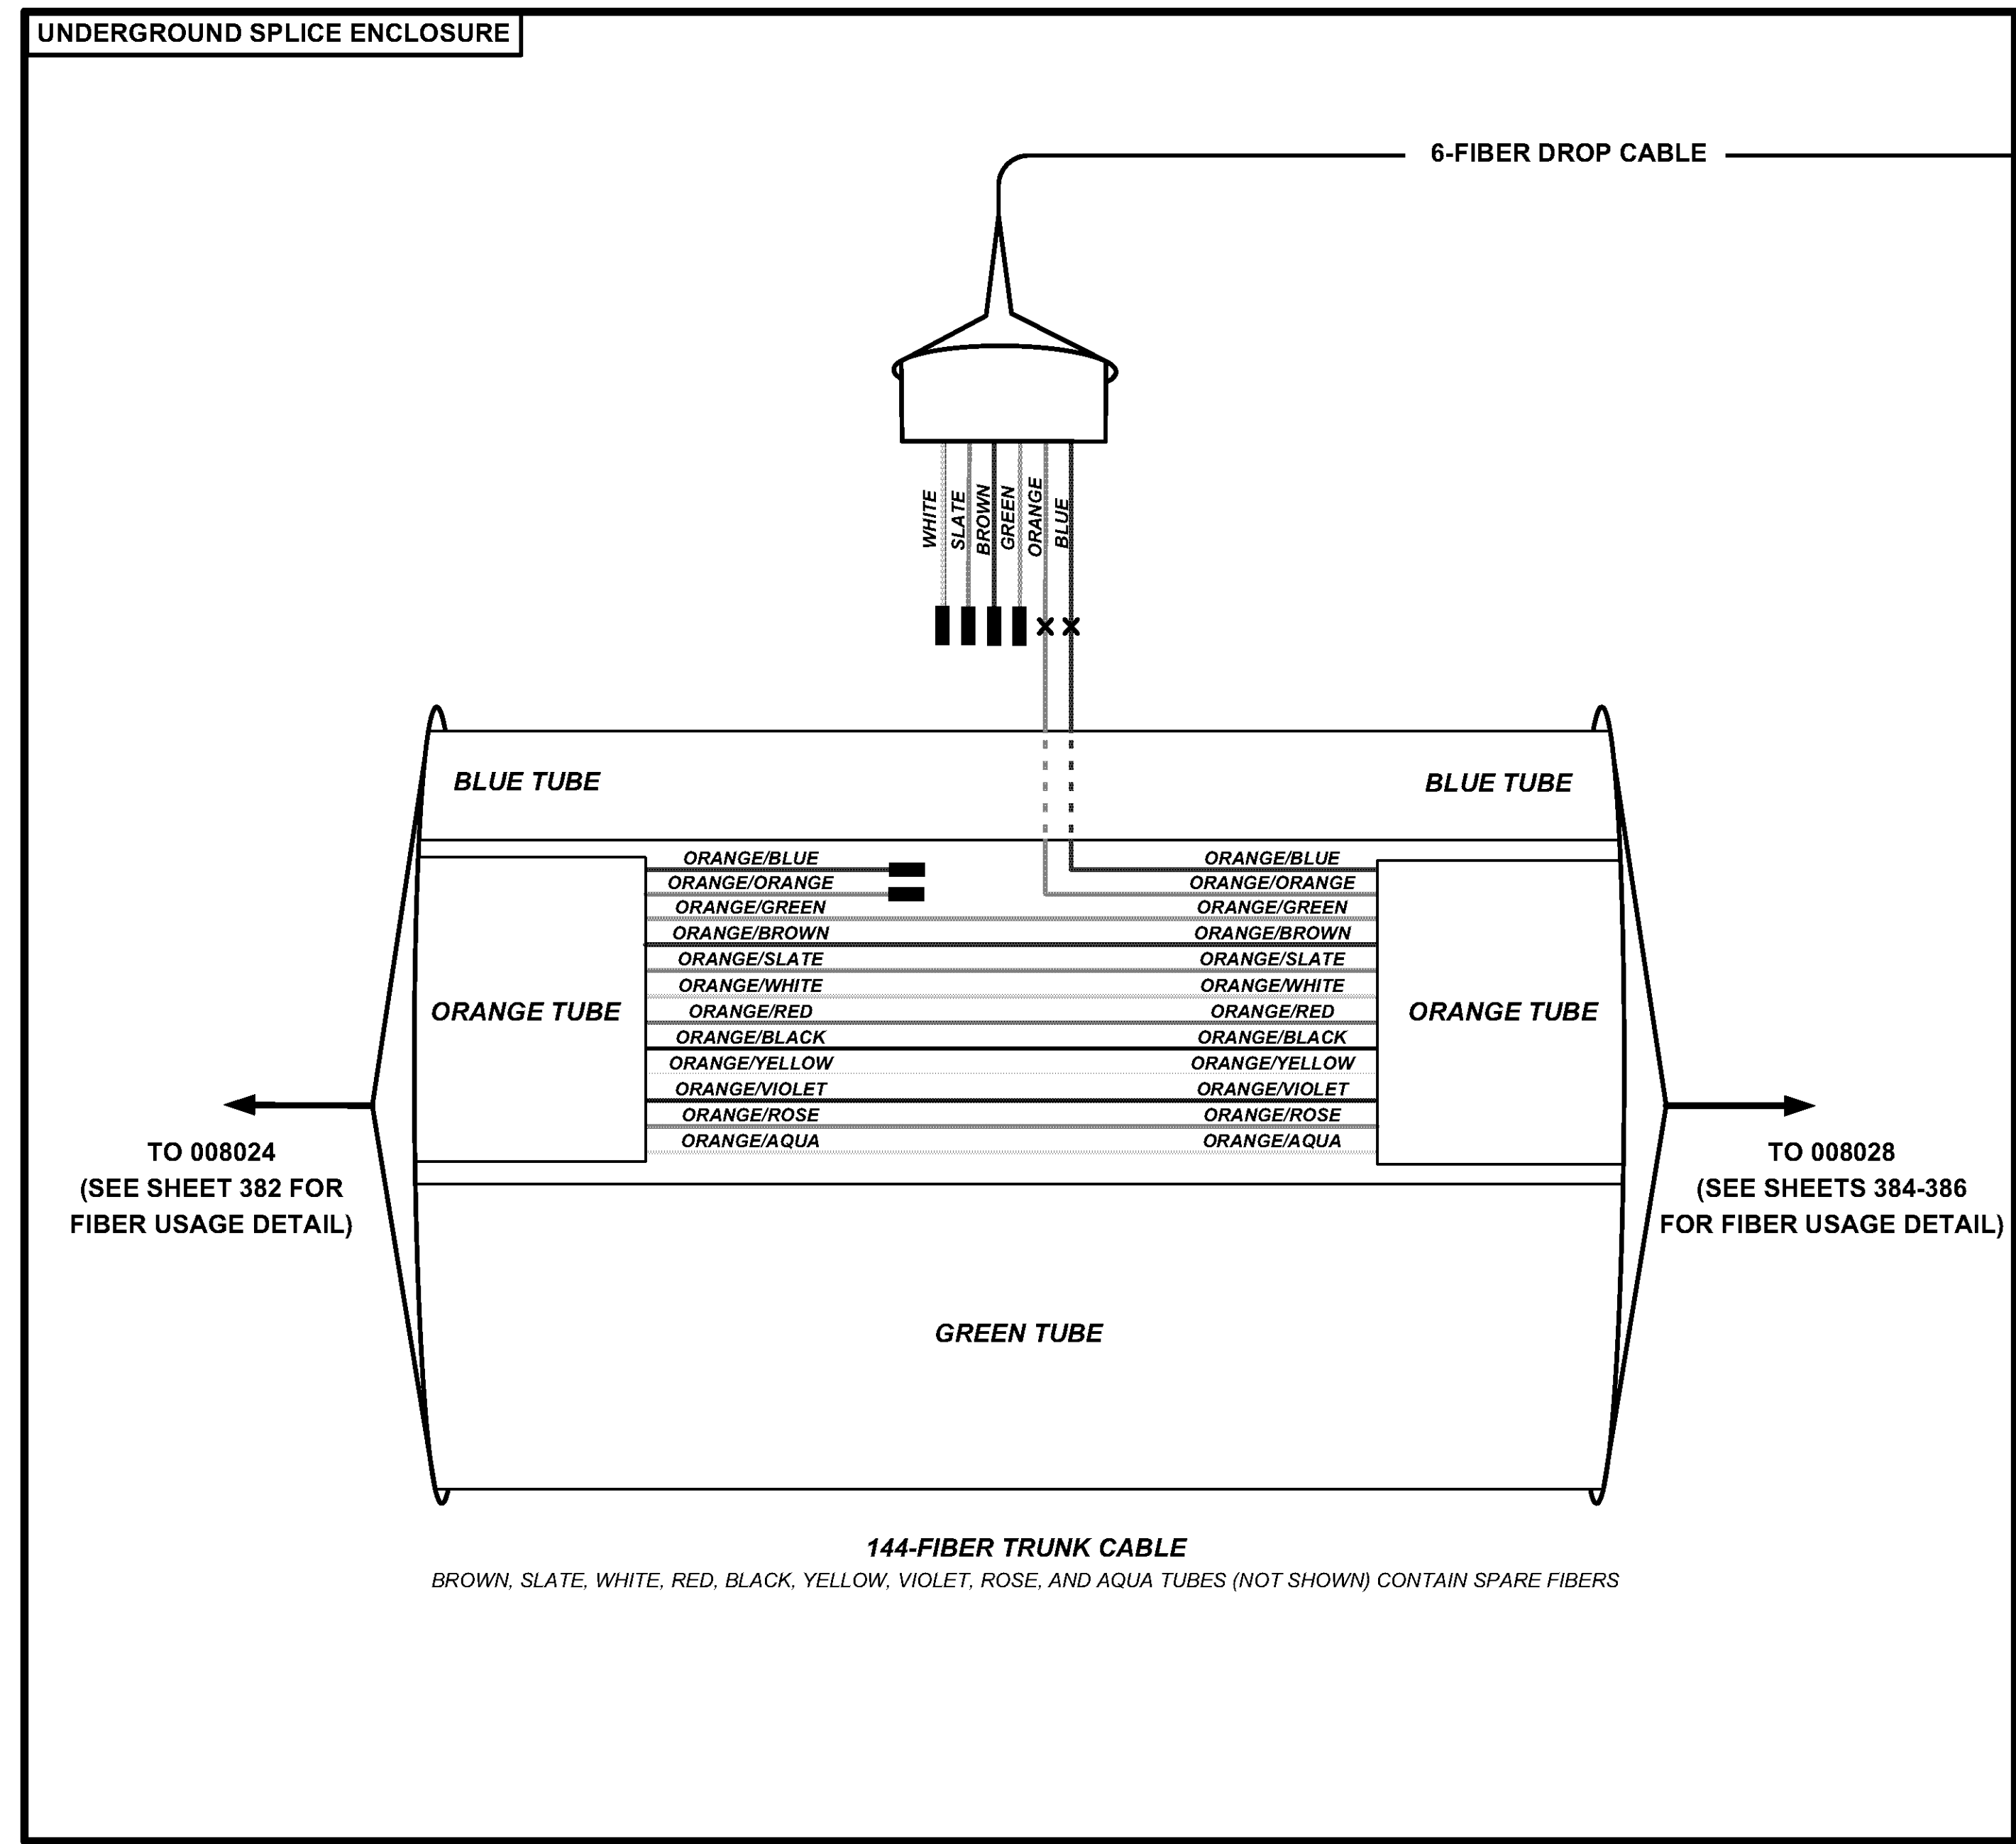 UNDERGROUND SPLICE ENCLOSURE
6-FIBER DROP CABLE
WHITE
SLATE
BROWN
GREEN
ORANGE
BLUE
BLUE TUBE
BLUE TUBE
ORANGE/BLUE
ORANGE/BLUE
ORANGE/ORANGE
ORANGE/ORANGE
ORANGE/GREEN
ORANGE/GREEN
ORANGE/BROWN
ORANGE/BROWN
ORANGE/SLATE
ORANGE/SLATE
ORANGE/WHITE
ORANGE/WHITE
ORANGE TUBE
ORANGE/RED
ORANGE/RED
ORANGE TUBE
ORANGE/BLACK
ORANGE/BLACK
ORANGE/YELLOW
ORANGE/YELLOW
ORANGE/VIOLET
ORANGE/VIOLET
ORANGE/ROSE
ORANGE/ROSE
ORANGE/AQUA
ORANGE/AQUA
TO 008024
(SEE SHEET 382 FOR
FIBER USAGE DETAIL)
TO 008028
(SEE SHEETS 384-386
FOR FIBER USAGE DETAIL)
GREEN TUBE
144-FIBER TRUNK CABLE
BROWN, SLATE, WHITE, RED, BLACK, YELLOW, VIOLET, ROSE, AND AQUA TUBES (NOT SHOWN) CONTAIN SPARE FIBERS